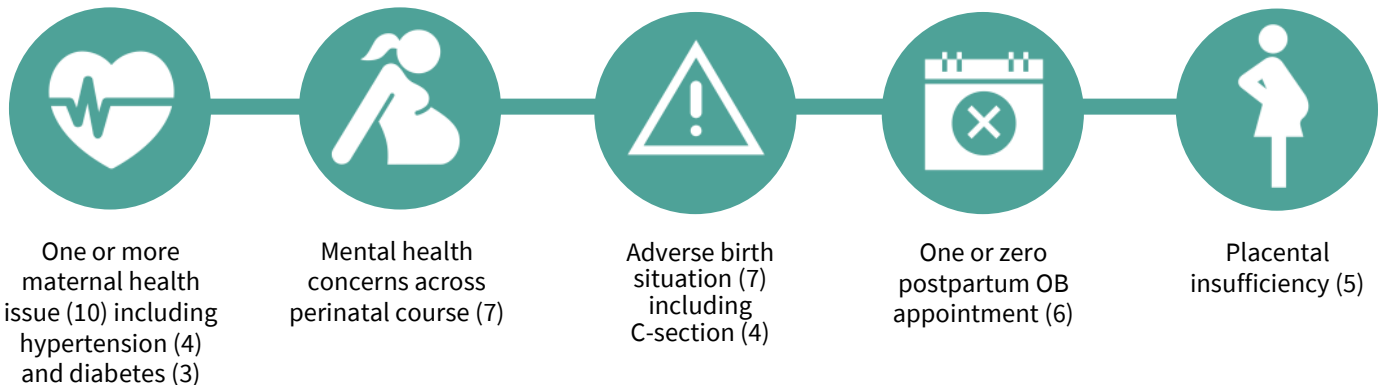 One or more
maternal health
issue (10) including
hypertension (4)
and diabetes (3)
Mental health
concerns across
perinatal course (7)
Adverse birth
situation (7)
including
C-section (4)
One or zero
postpartum OB
appointment (6)
Placental
insufficiency (5)